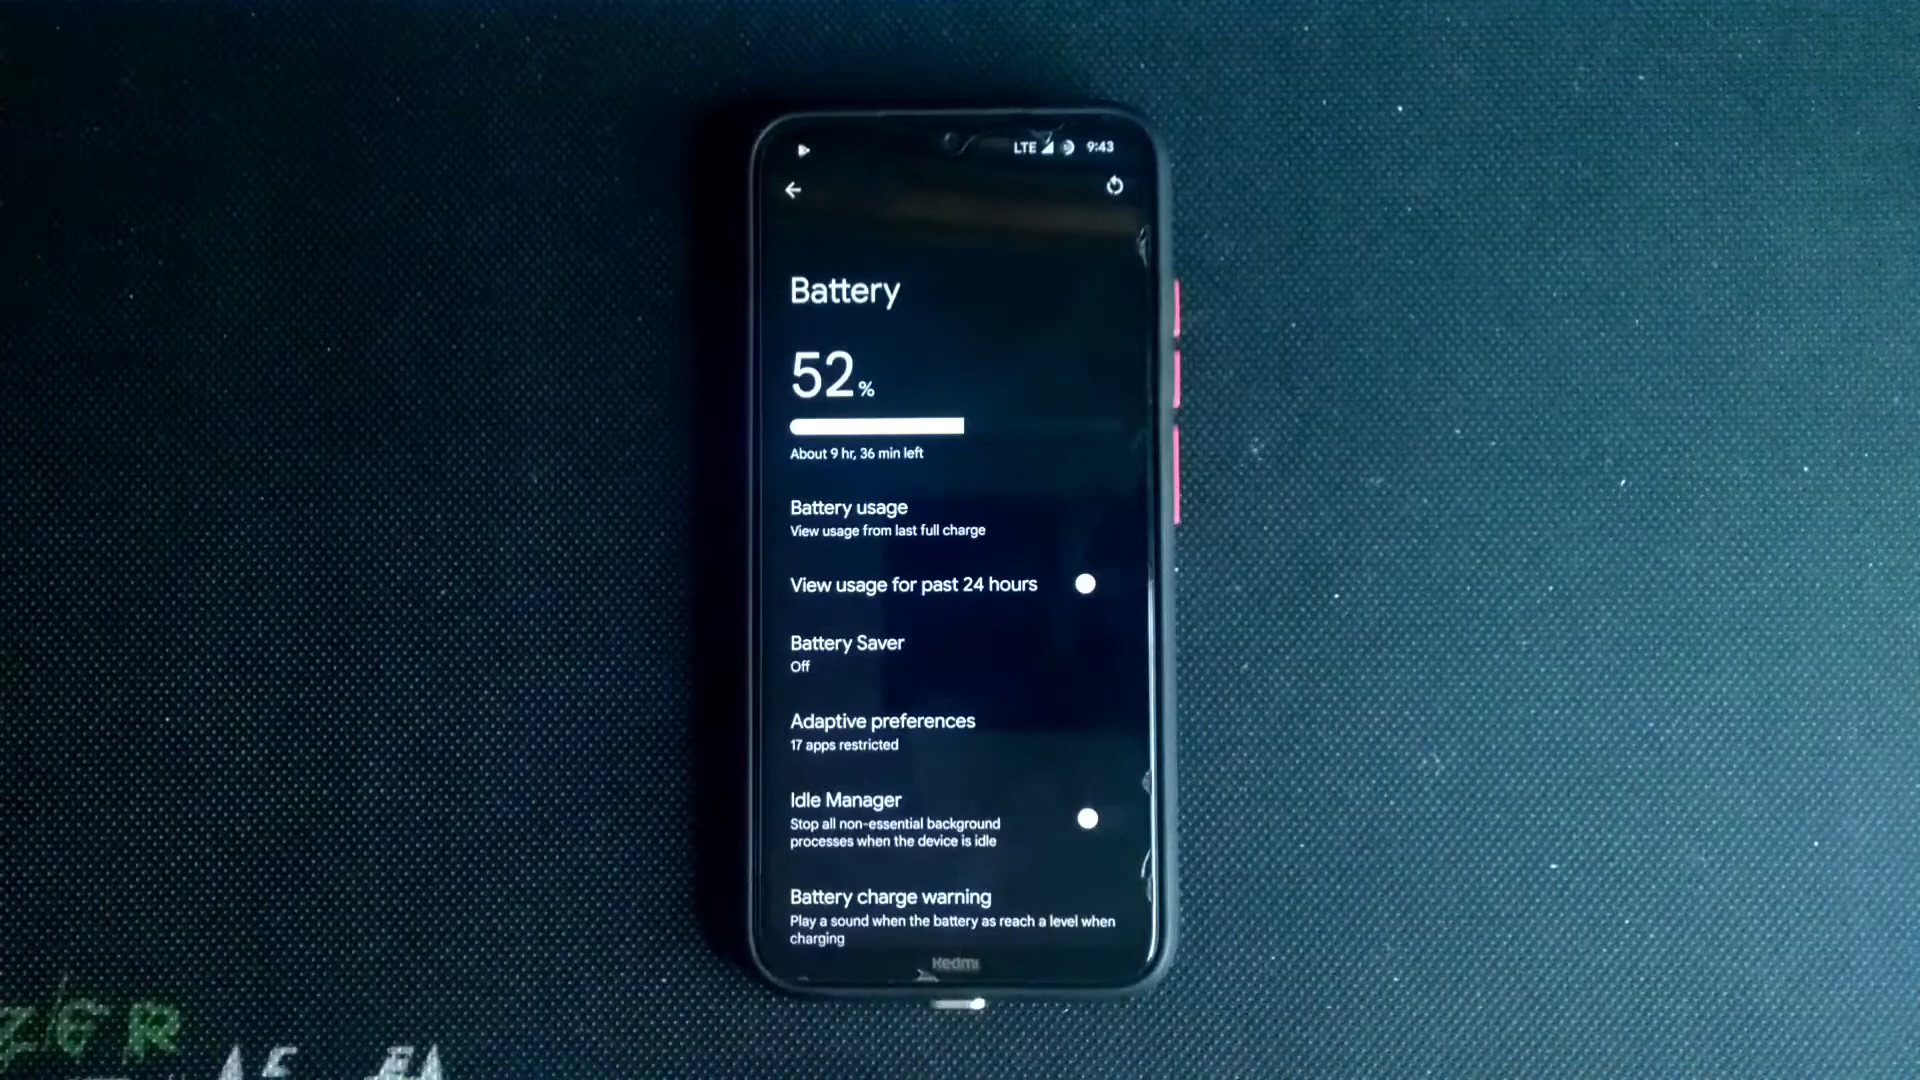 LTE 9:43
Battery
52%
About 9 hr, 36 min left
Battery usage
View usage from last full charge
View usage for past 24 hours
Battery Saver
Off
Adaptive preferences
17 apps restricted
Idle Manager
Stop all non-essential background
processes when the device is idle
Battery charge warning
Play a sound when the battery as reach a level when
charging
Redmi